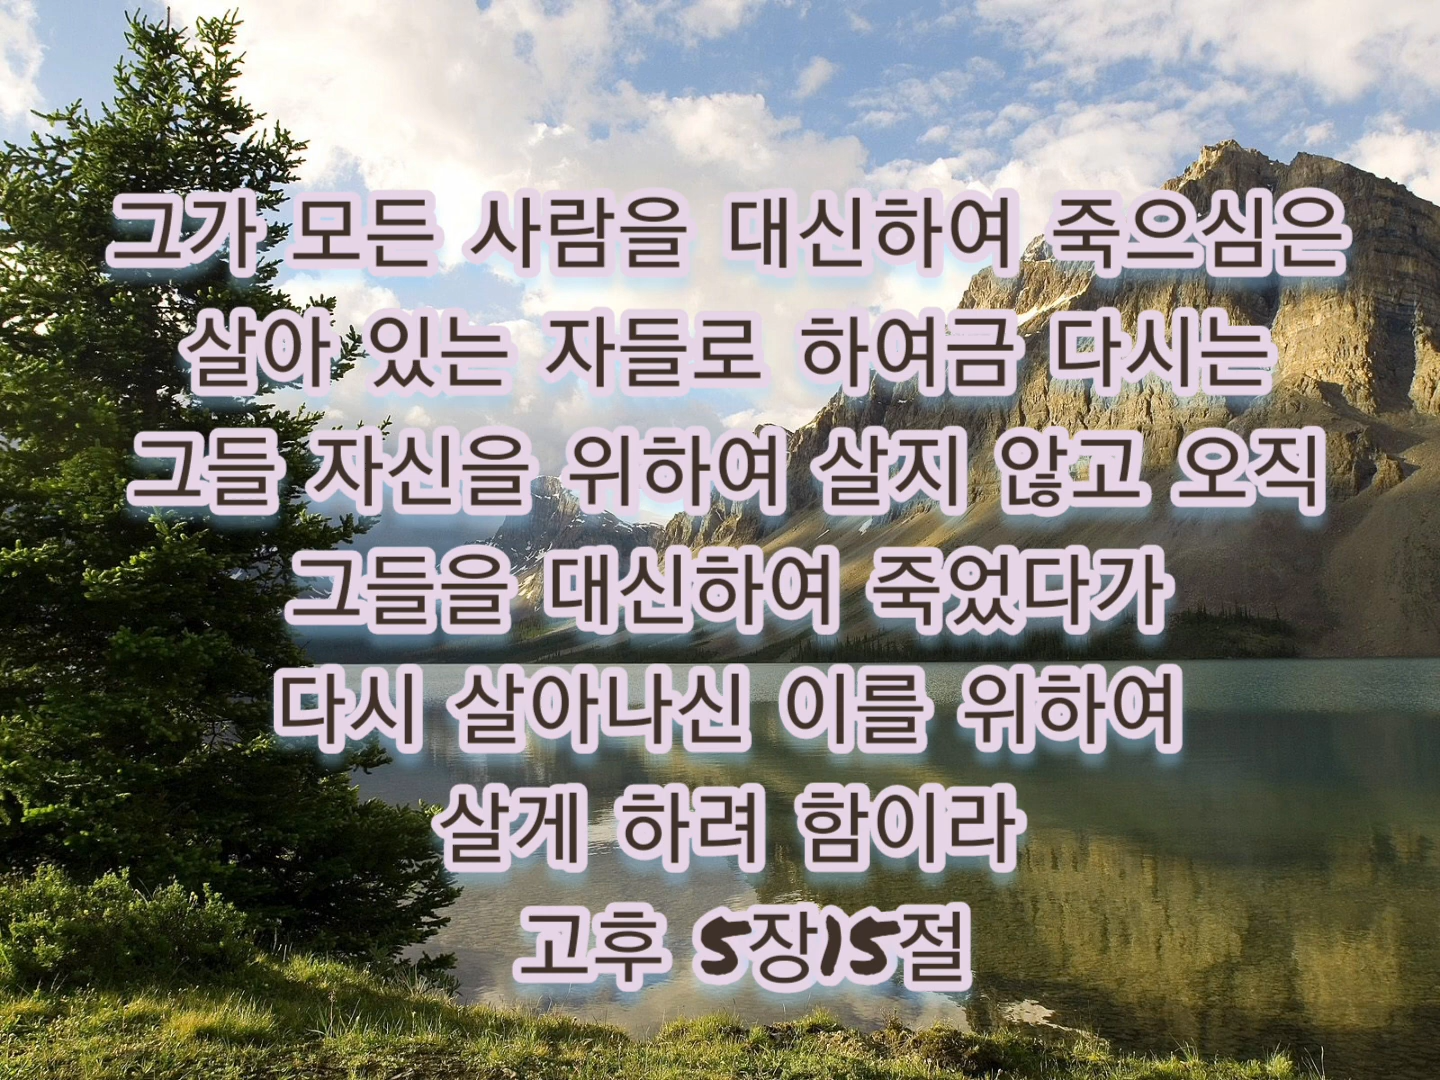 그가 모든 사람을 대신하여 죽으심은
살아 있는 자들로 하여금 다시는
그들 자신을 위하여 살지 않고 오직
그들을 대신하여 죽었다가
다시 살아나신 이를 위하여
살게 하려 함이라
고후 5장15절